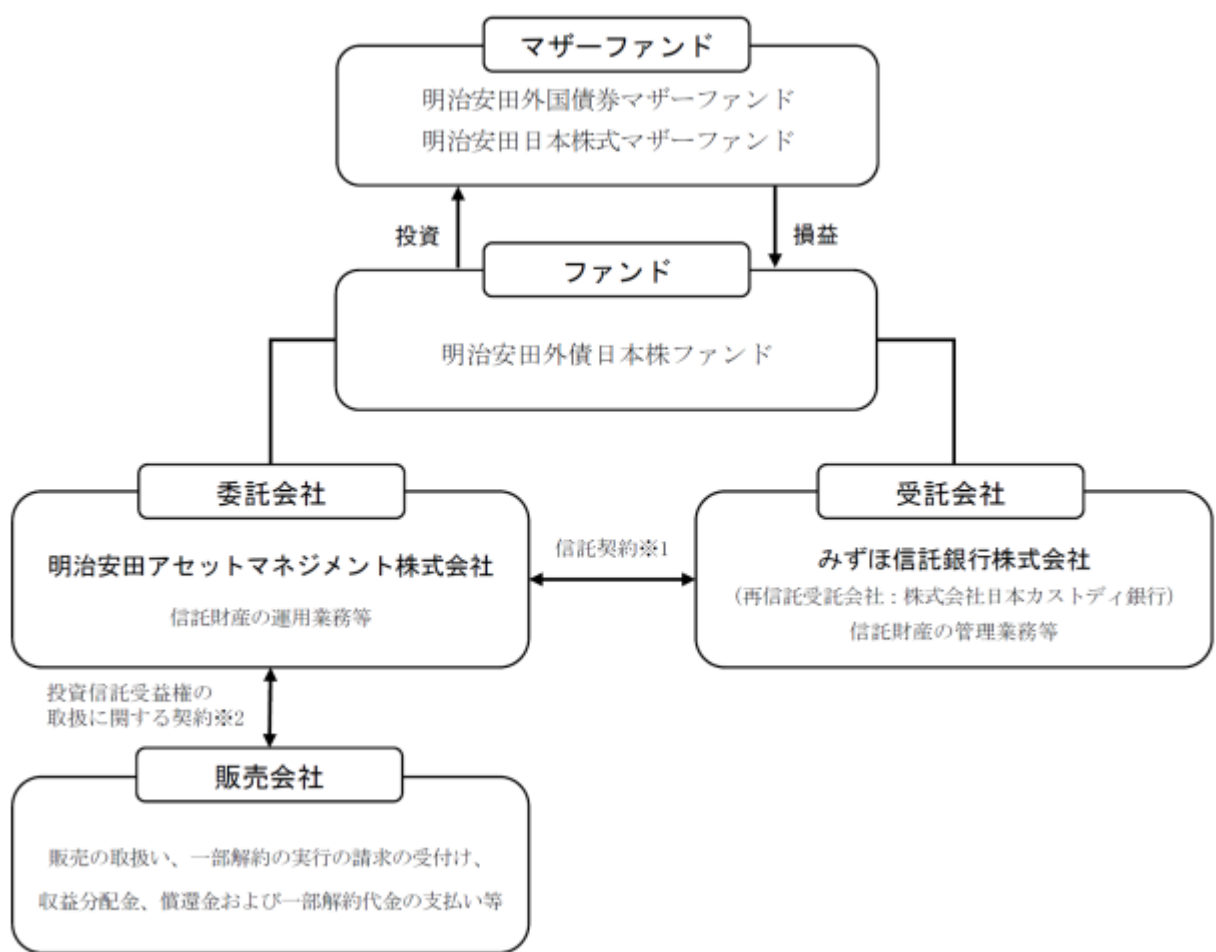 マザーファンド
明治安田外国債券マザーファンド
明治安田日本株式マザーファンド
投資
損益
ファンド
明治安田外債日本株ファンド
委託会社
明治安田アセットマネジメント株式会社
信託財産の運用業務等
信託契約※1
受託会社
みずほ信託銀行株式会社
(再信託受託会社：株式会社日本カストディ銀行)
信託財産の管理業務等
投資信託受益権の
取扱に関する契約※2
販売会社
販売の取扱い、一部解約の実行の請求の受付け、
収益分配金、償還金および一部解約代金の支払い等